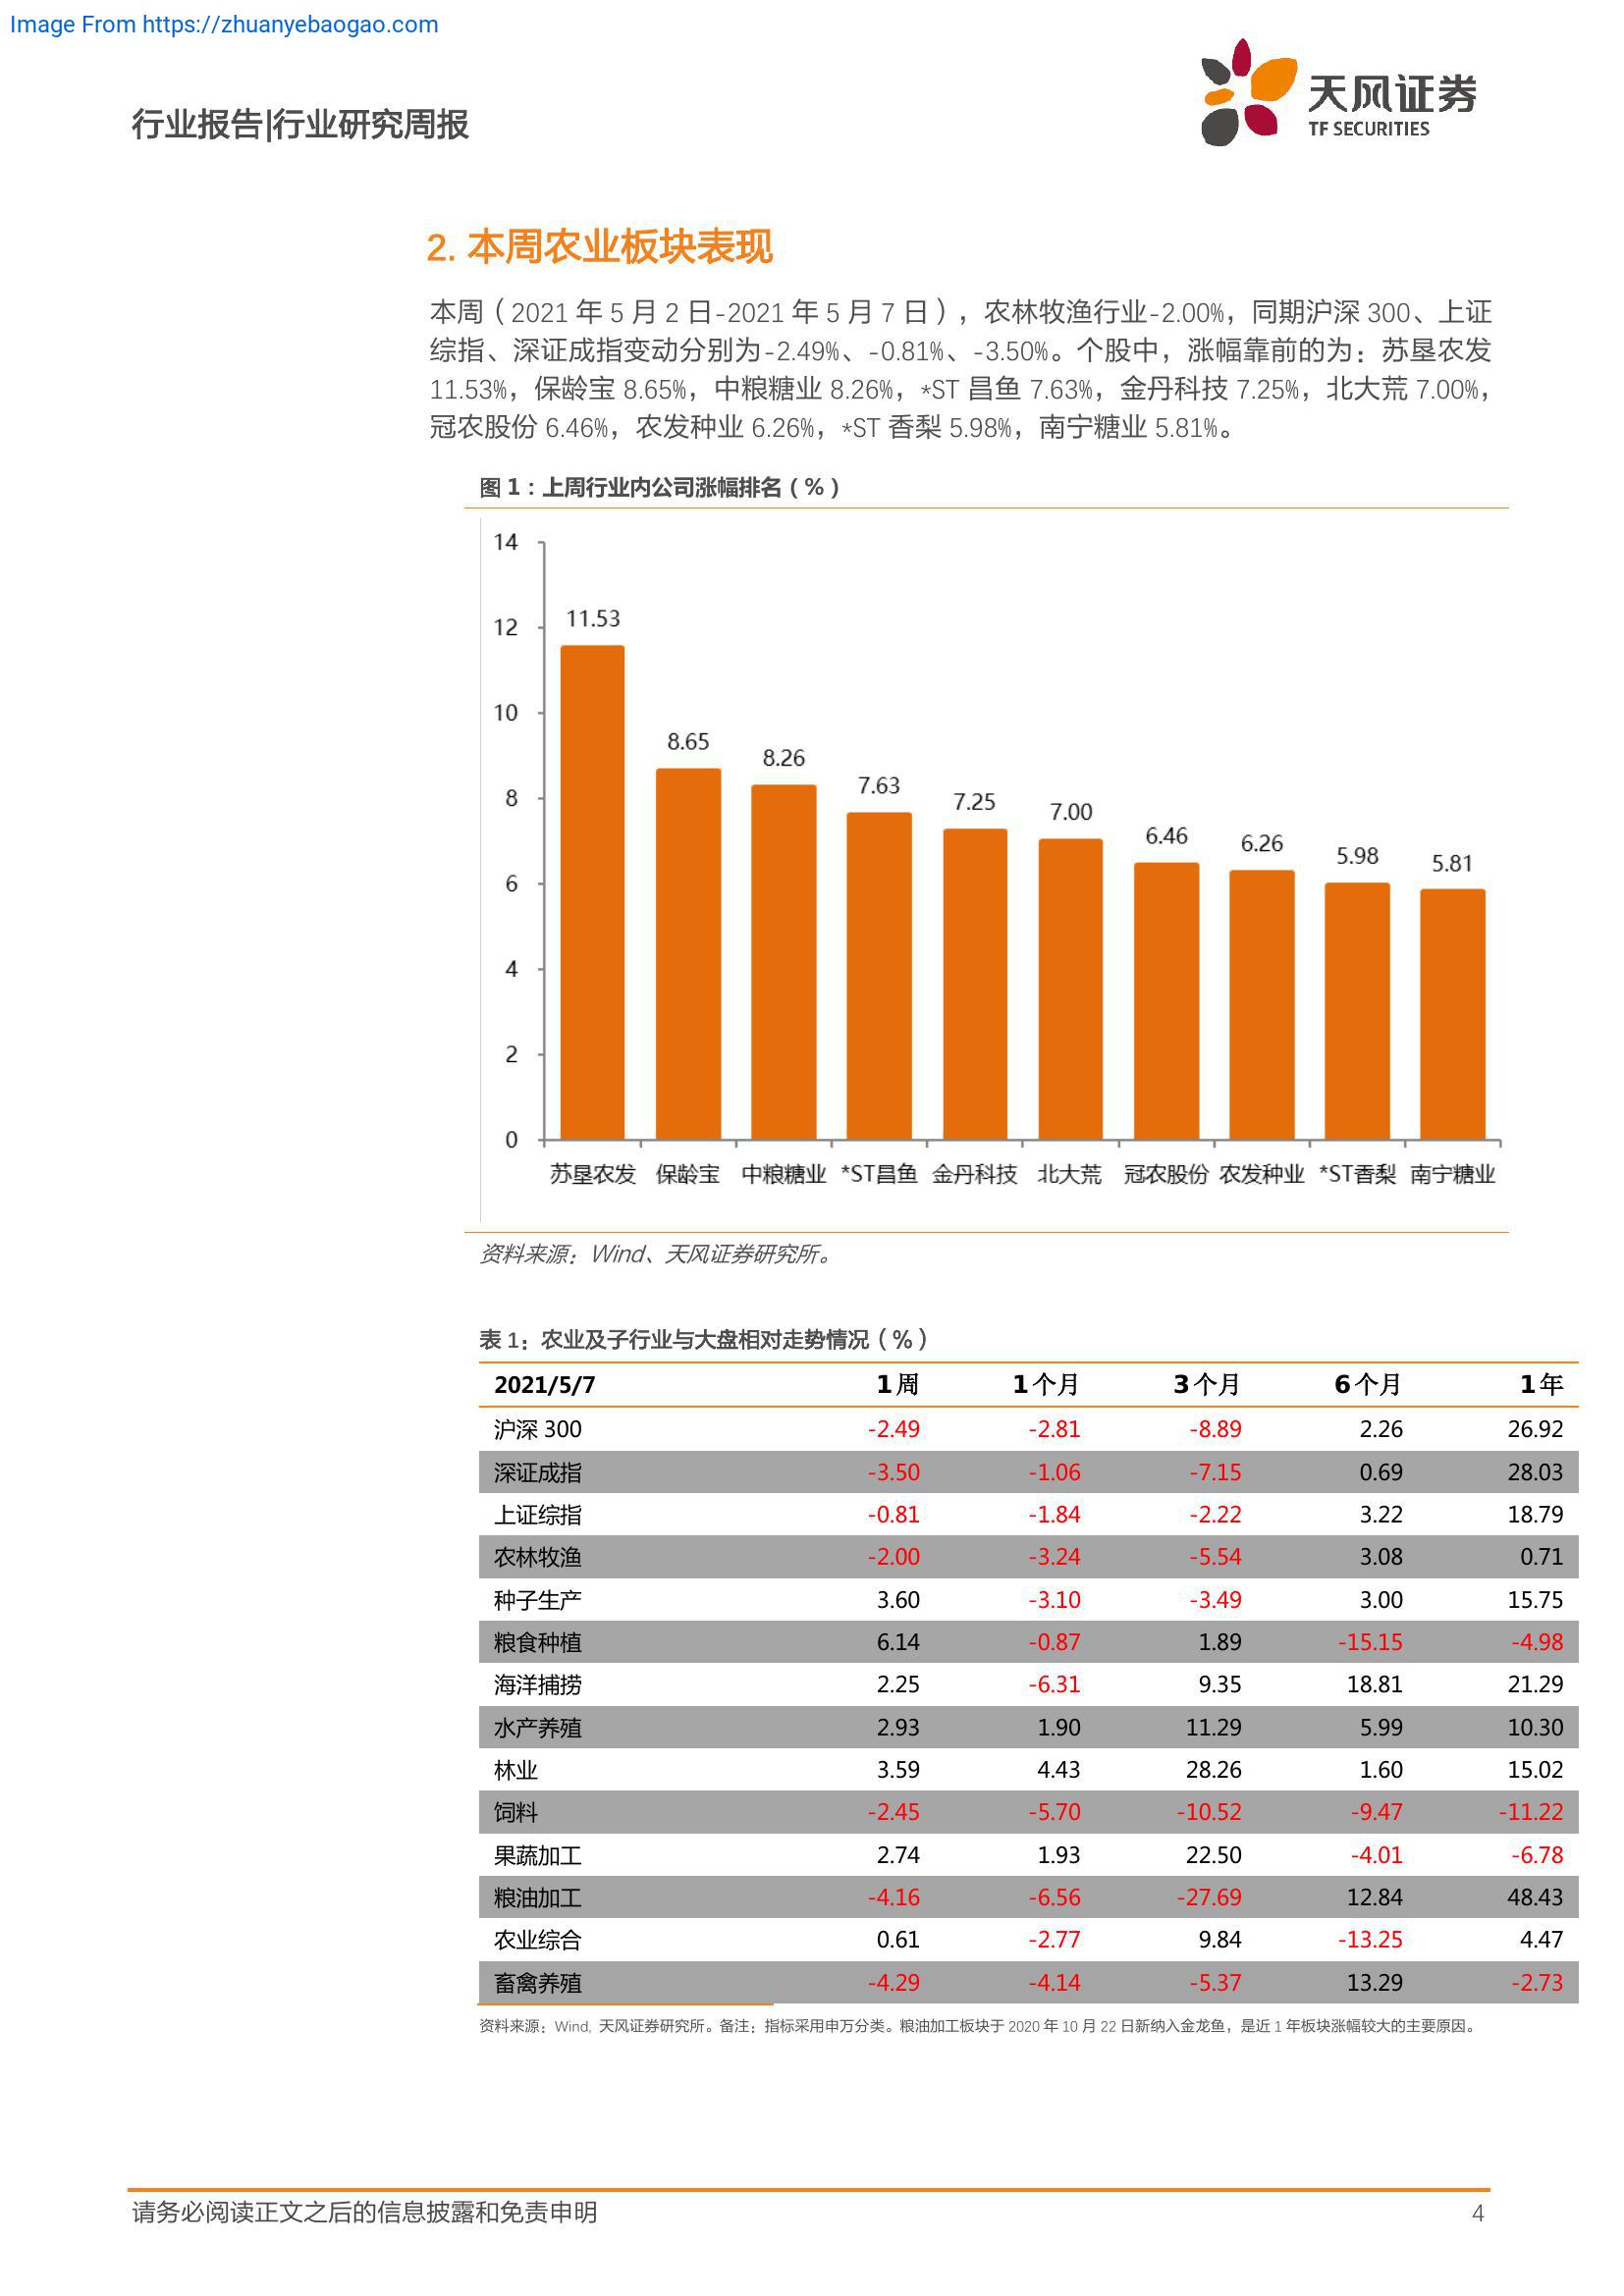 Image From https://zhuanyebaogao.com
行业报告|行业研究周报
天风证券
TF SECURITIES
2. 本周农业板块表现
本周（2021 年 5 月 2 日-2021 年 5 月 7 日），农林牧渔行业-2.00%，同期沪深 300、上证
综指、深证成指变动分别为-2.49%、-0.81%、-3.50%。个股中，涨幅靠前的为：苏垦农发
11.53%，保龄宝 8.65%，中粮糖业 8.26%，*ST 昌鱼 7.63%，金丹科技 7.25%，北大荒 7.00%，
冠农股份 6.46%，农发种业 6.26%，*ST 香梨 5.98%，南宁糖业 5.81%。
图 1：上周行业内公司涨幅排名（%）
14
12
10
8
6
4
2
0
11.53
8.65
8.26
7.63
7.25
7.00
6.46
6.26
5.98
5.81
苏垦农发 保龄宝 中粮糖业 *ST昌鱼 金丹科技 北大荒 冠农股份 农发种业 *ST香梨 南宁糖业
资料来源：Wind、天风证券研究所。
表 1：农业及子行业与大盘相对走势情况（%）
2021/5/7 1周 1个月 3个月 6个月 1年
沪深 300 -2.49 -2.81 -8.89 2.26 26.92
深证成指 -3.50 -1.06 -7.15 0.69 28.03
上证综指 -0.81 -1.84 -2.22 3.22 18.79
农林牧渔 -2.00 -3.24 -5.54 3.08 0.71
种子生产 3.60 -3.10 -3.49 3.00 15.75
粮食种植 6.14 -0.87 1.89 -15.15 -4.98
海洋捕捞 2.25 -6.31 9.35 18.81 21.29
水产养殖 2.93 1.90 11.29 5.99 10.30
林业 3.59 4.43 28.26 1.60 15.02
饲料 -2.45 -5.70 -10.52 -9.47 -11.22
果蔬加工 2.74 1.93 22.50 -4.01 -6.78
粮油加工 -4.16 -6.56 -27.69 12.84 48.43
农业综合 0.61 -2.77 9.84 -13.25 4.47
畜禽养殖 -4.29 -4.14 -5.37 13.29 -2.73
资料来源：Wind, 天风证券研究所。备注：指标采用申万分类。粮油加工板块于 2020 年 10 月 22 日新纳入金龙鱼，是近 1 年板块涨幅较大的主要原因。
请务必阅读正文之后的信息披露和免责申明 4